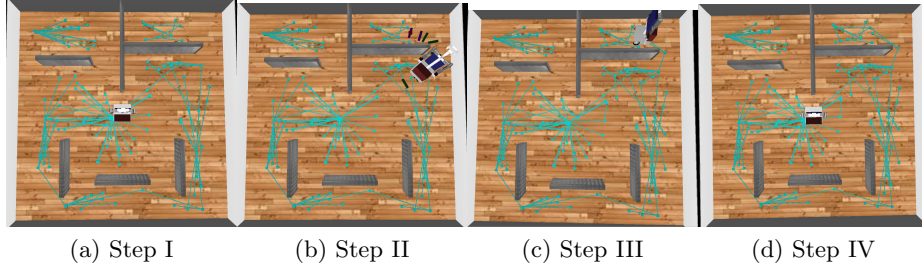 (a) Step I
(b) Step II
(c) Step III
(d) Step IV